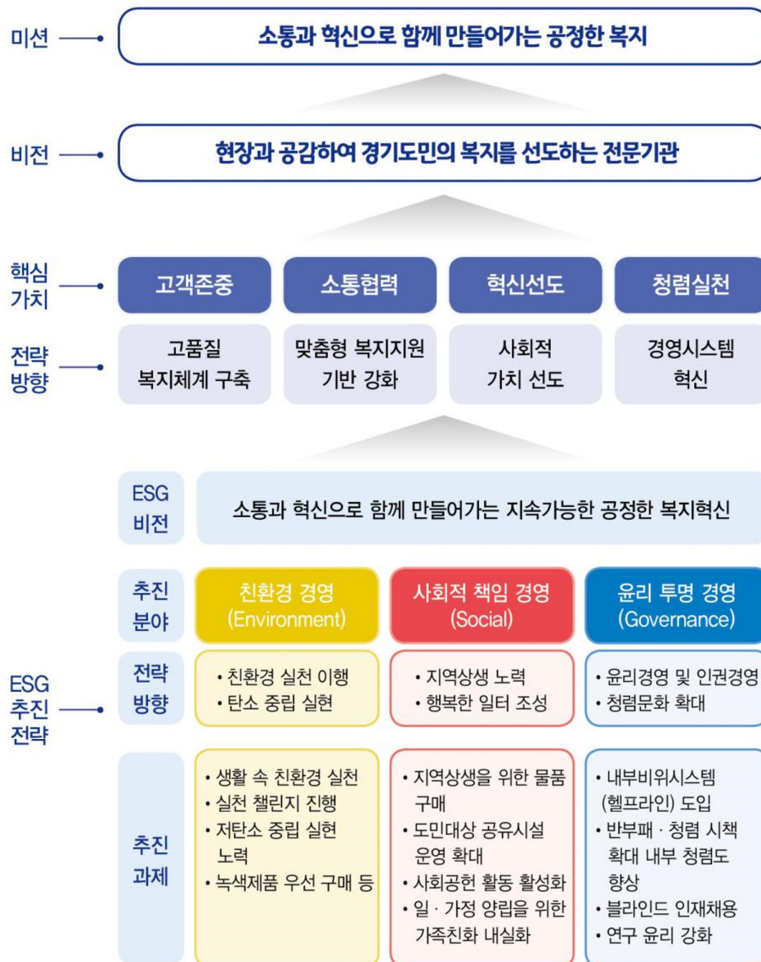 미션
소통과 혁신으로 함께 만들어가는 공정한 복지
비전
현장과 공감하여 경기도민의 복지를 선도하는 전문기관
핵심
가치
고객존중
소통협력
혁신선도
청렴실천
전략
방향
고품질
복지체계 구축
맞춤형 복지지원
기반 강화
사회적
가치 선도
경영시스템
혁신
ESG
추진
전략
ESG
비전
소통과 혁신으로 함께 만들어가는 지속가능한 공정한 복지혁신
추진
분야
친환경 경영
(Environment)
사회적 책임 경영
(Social)
윤리 투명 경영
(Governance)
전략
방향
• 친환경 실천 이행
• 탄소 중립 실현
• 지역상생 노력
• 행복한 일터 조성
• 윤리경영 및 인권경영
• 청렴문화 확대
추진
과제
• 생활 속 친환경 실천
• 실천 챌린지 진행
• 저탄소 중립 실현
노력
• 녹색제품 우선 구매 등
• 지역상생을 위한 물품
구매
• 도민대상 공유시설
운영 확대
• 사회공헌 활동 활성화
• 일 · 가정 양립을 위한
가족친화 내실화
• 내부비위시스템
(헬프라인) 도입
• 반부패 · 청렴 시책
확대 내부 청렴도
향상
• 블라인드 인재채용
• 연구 윤리 강화